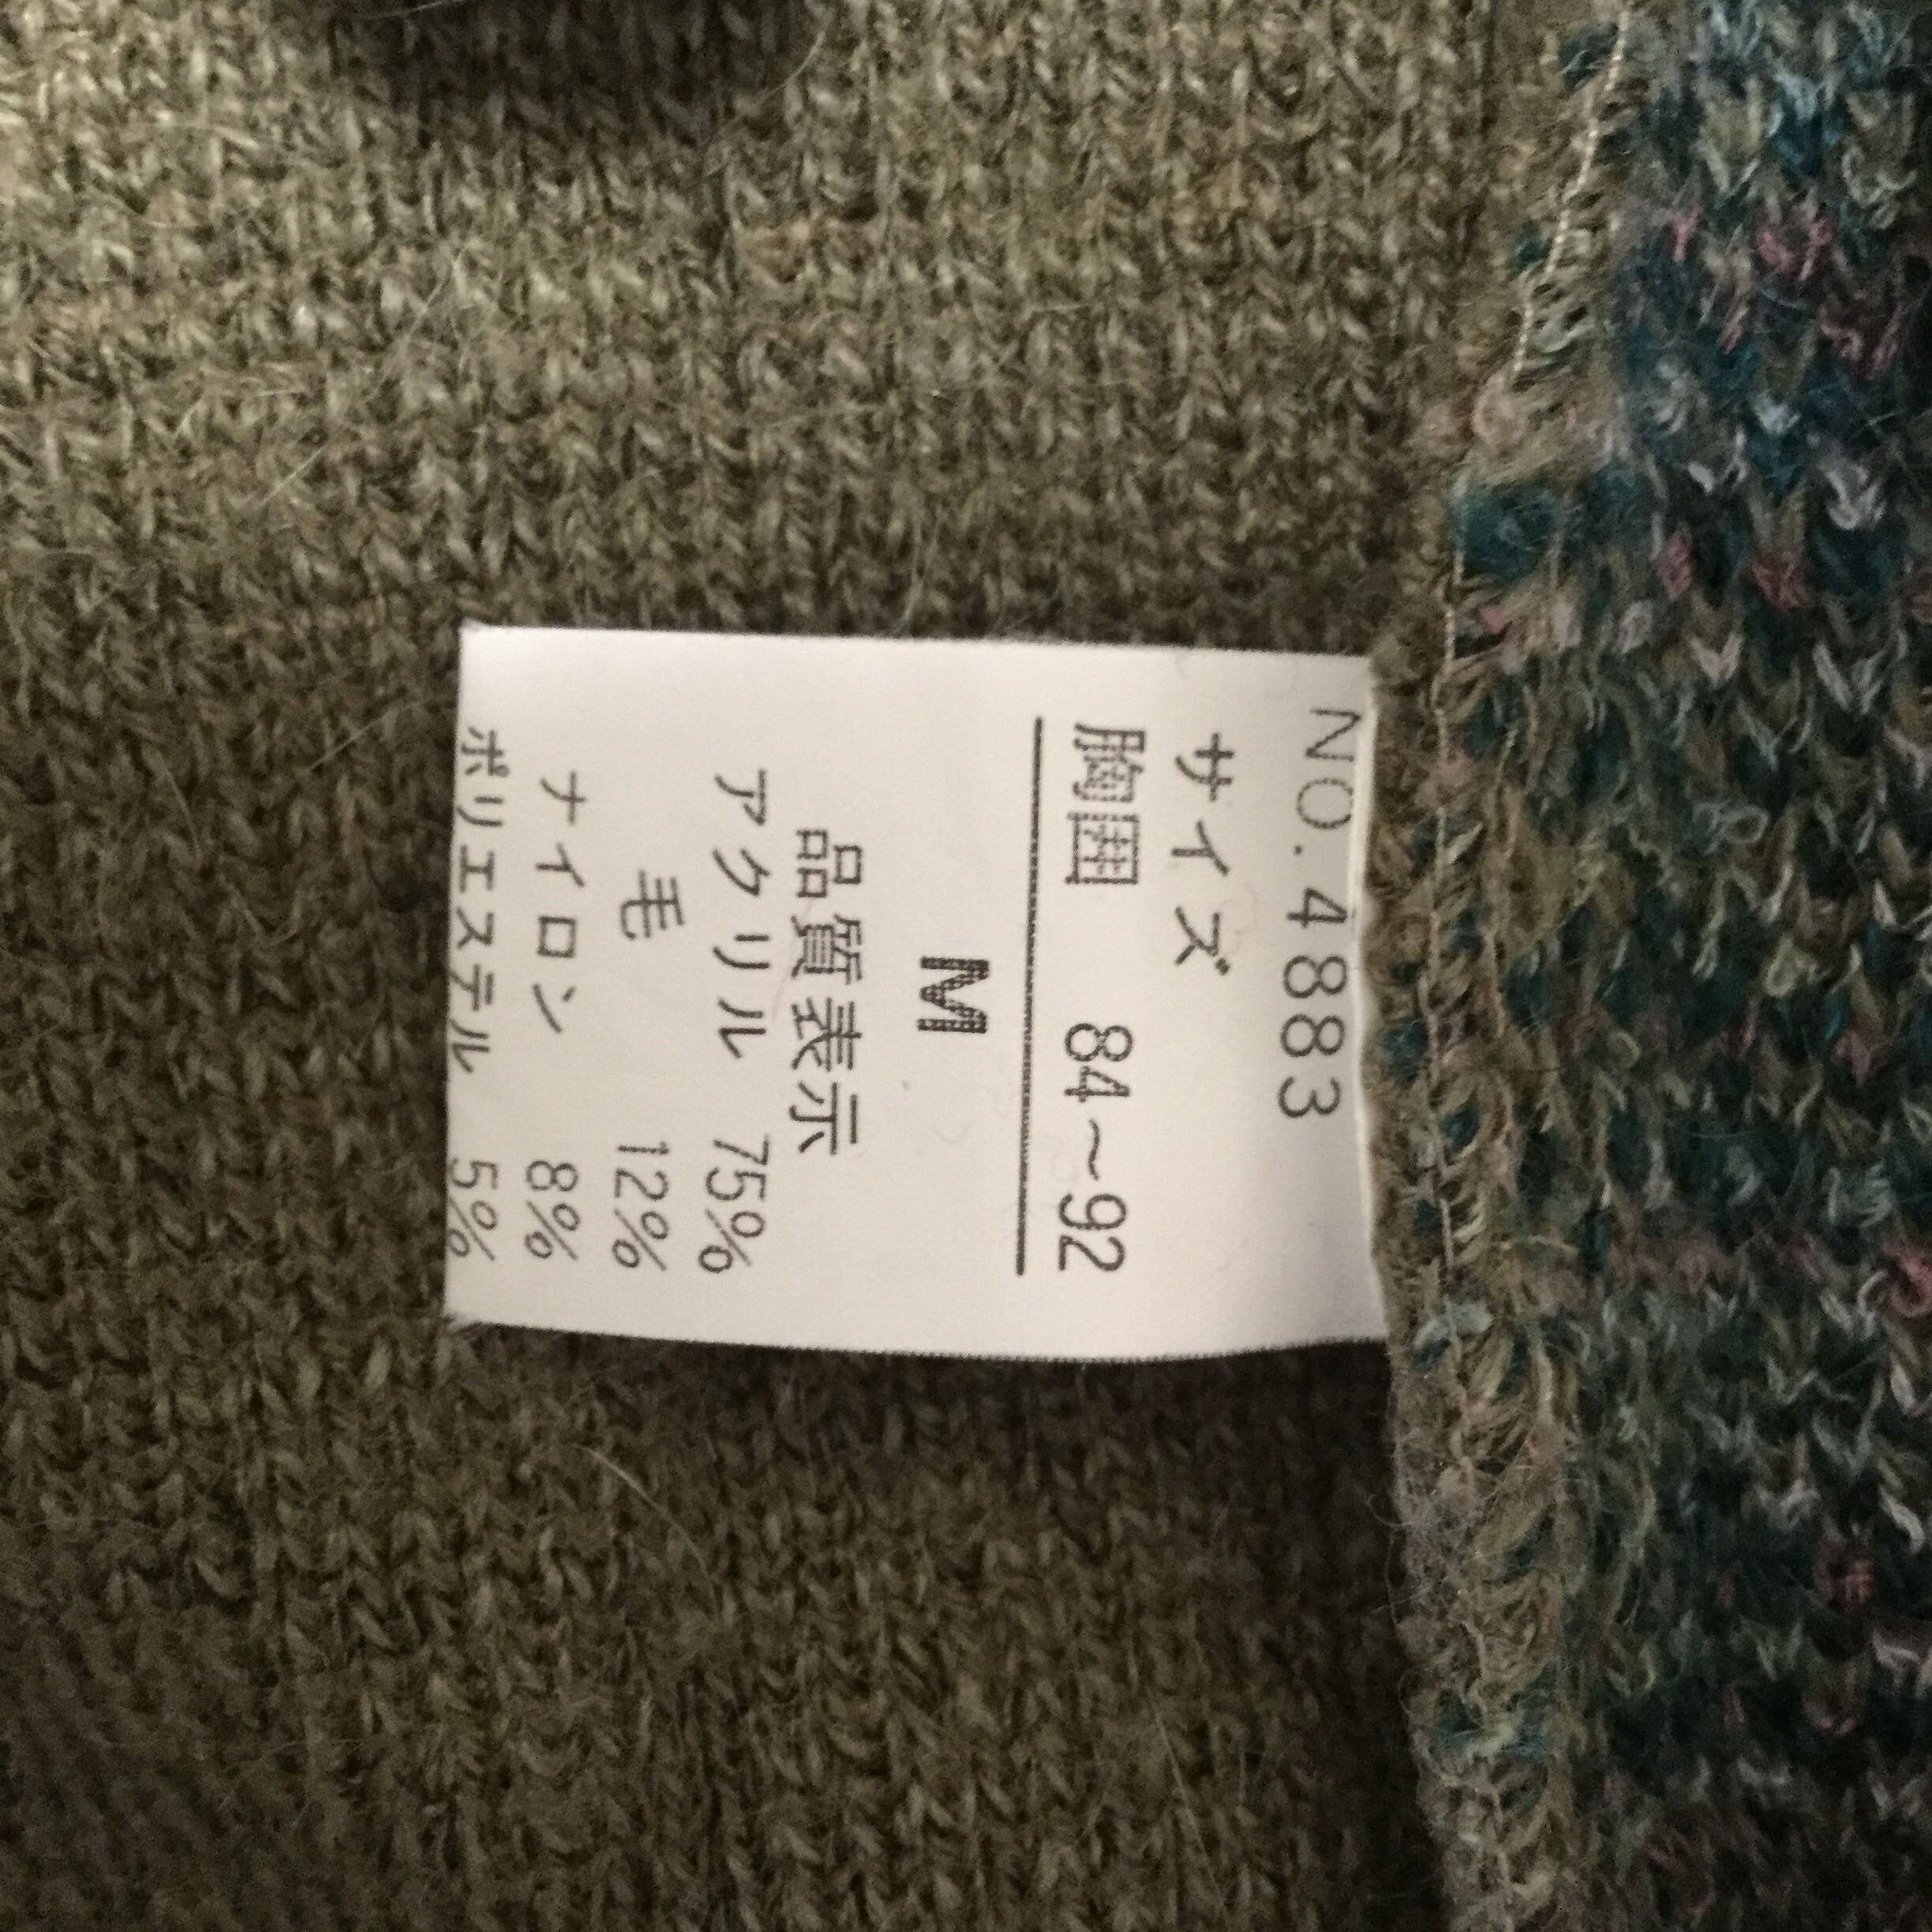 NO. 4883
サイズ
胸囲 84~92
M
品質表示
アクリル 75%
毛 12%
ナイロン 8%
ポリエステル 5%